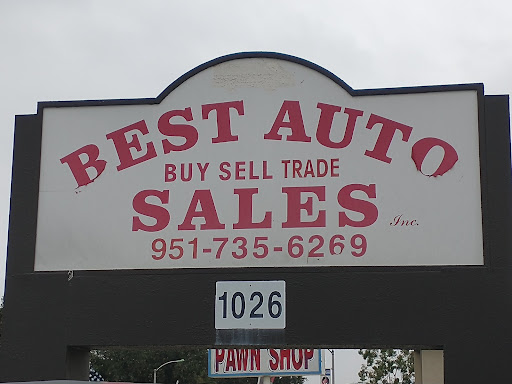 BEST AUTO
BUY SELL TRADE
SALES Inc.
951-735-6269
1026
PAWN SHOP